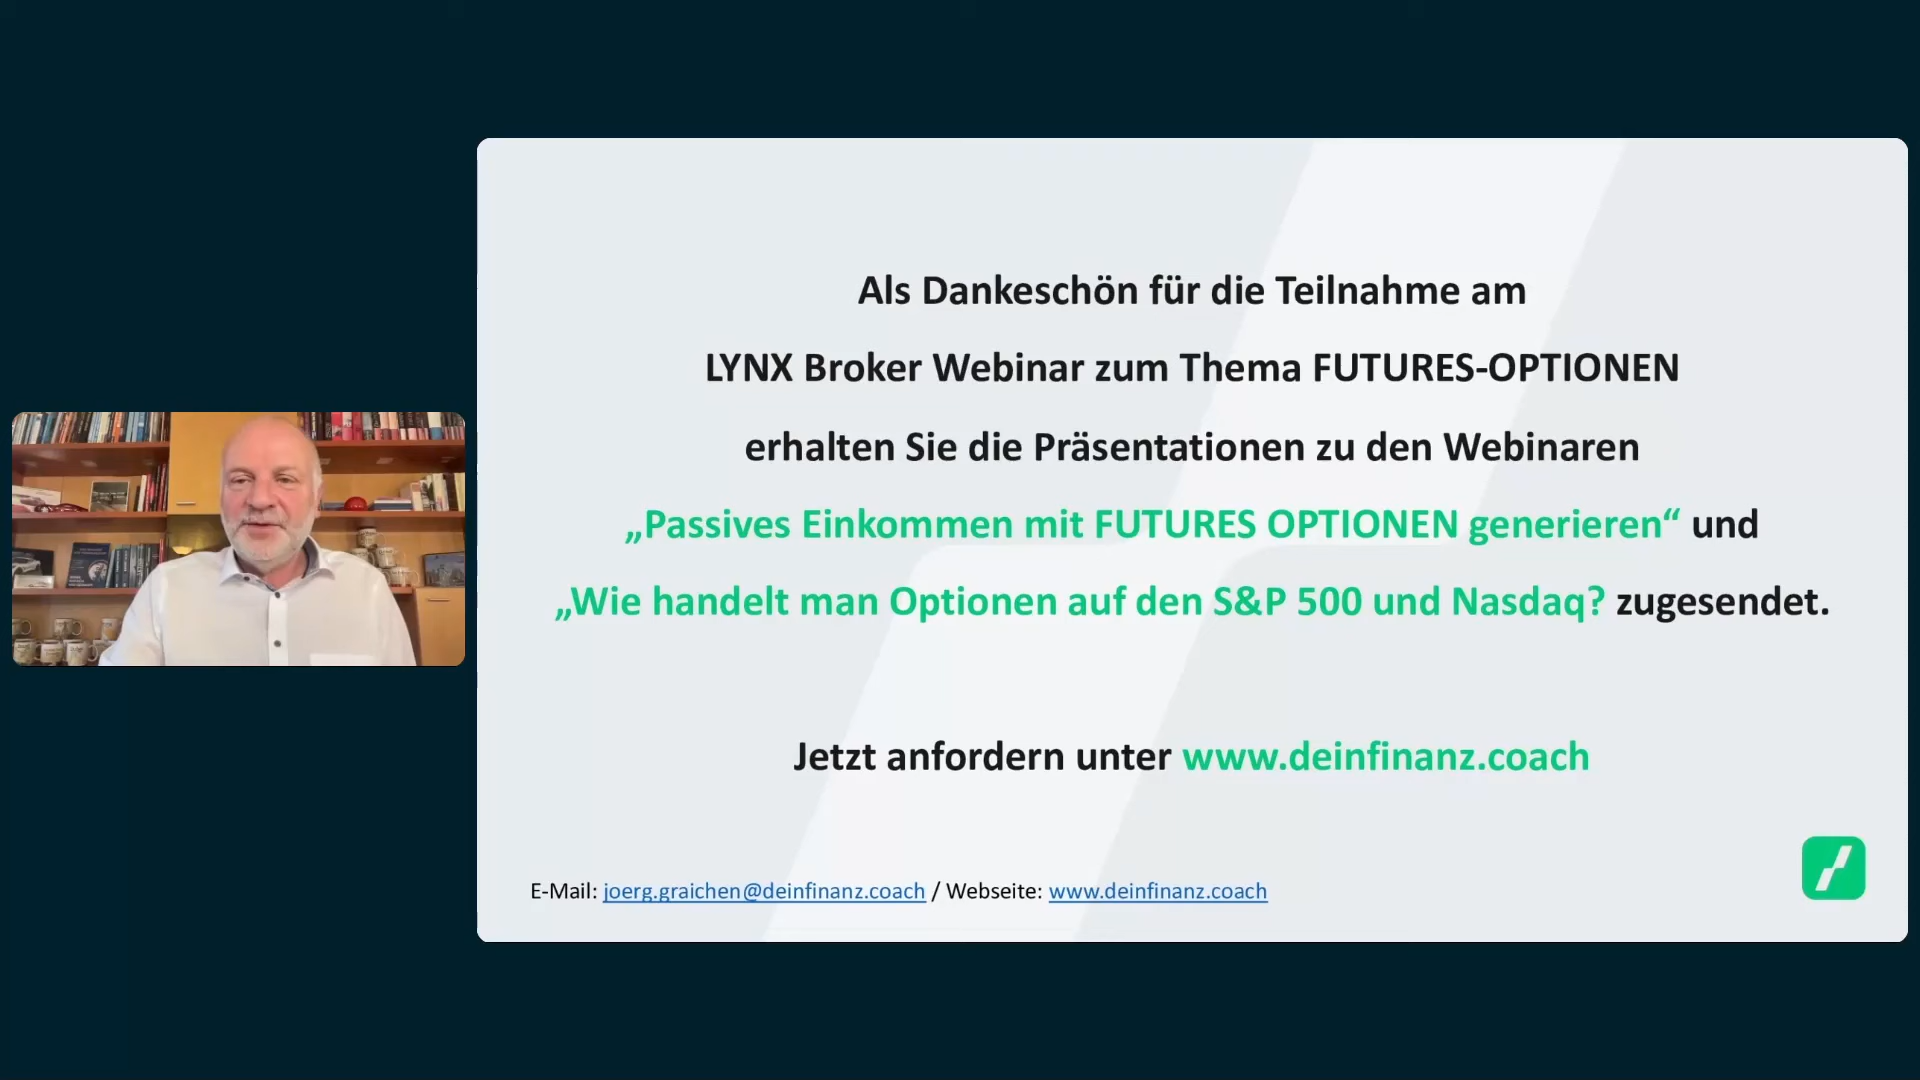 Als Dankeschön für die Teilnahme am
LYNX Broker Webinar zum Thema FUTURES-OPTIONEN
erhalten Sie die Präsentationen zu den Webinaren
„Passives Einkommen mit FUTURES OPTIONEN generieren“ und
„Wie handelt man Optionen auf den S&P 500 und Nasdaq? zugesendet.
Jetzt anfordern unter www.deinfinanz.coach
E-Mail: joerg.graichen@deinfinanz.coach / Webseite: www.deinfinanz.coach